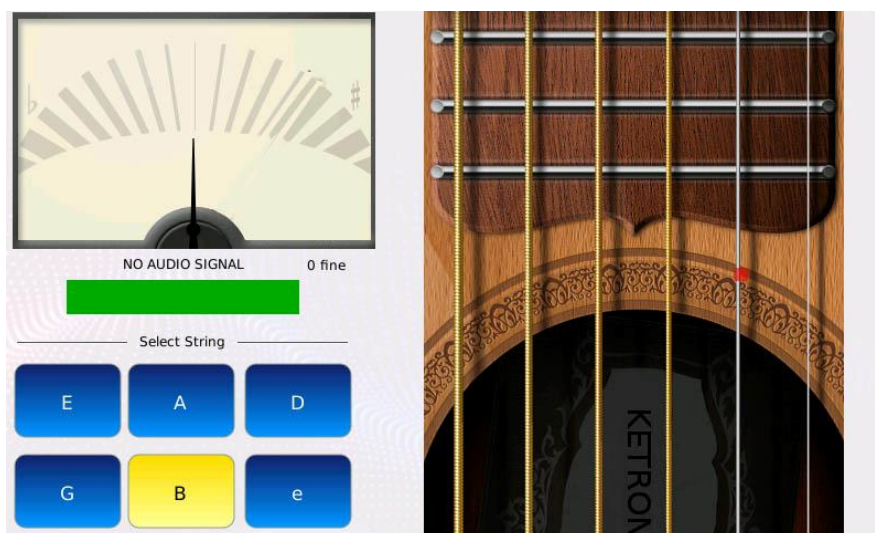 ♭
♯
NO AUDIO SIGNAL
0 fine
Select String
E
A
D
G
B
e
KETRON